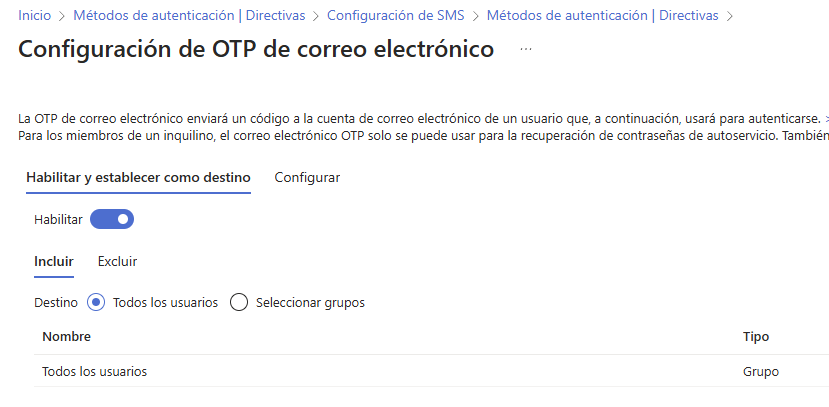 Inicio > Métodos de autenticación | Directivas > Configuración de SMS > Métodos de autenticación | Directivas >
Configuración de OTP de correo electrónico ...
La OTP de correo electrónico enviará un código a la cuenta de correo electrónico de un usuario que, a continuación, usará para autenticarse.
Para los miembros de un inquilino, el correo electrónico OTP solo se puede usar para la recuperación de contraseñas de autoservicio. También
Habilitar y establecer como destino Configurar
Habilitar
Incluir Excluir
Destino Todos los usuarios Seleccionar grupos
Nombre Tipo
Todos los usuarios Grupo